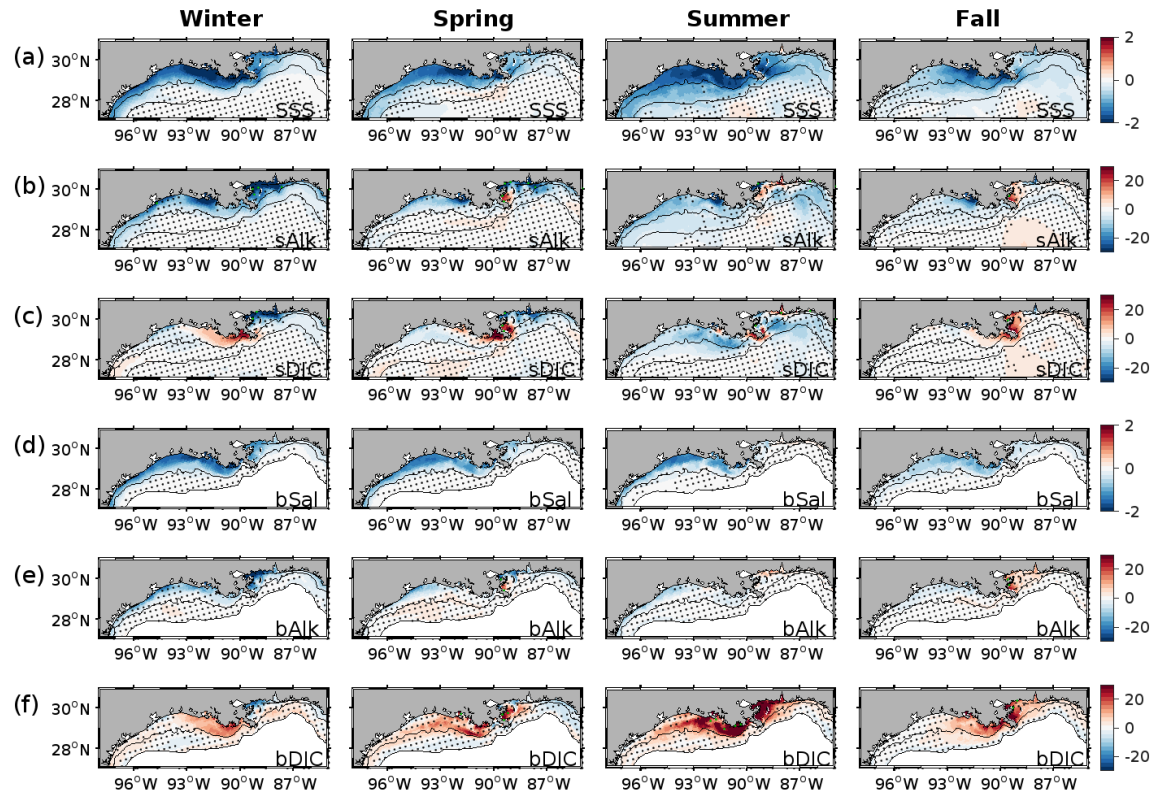 Winter Spring Summer Fall
(a) 30°N 28°N SSS SSS SSS SSS 2 0 -2
96°W 93°W 90°W 87°W 96°W 93°W 90°W 87°W 96°W 93°W 90°W 87°W 96°W 93°W 90°W 87°W
(b) 30°N 28°N sAlk sAlk sAlk sAlk 20 0 -20
96°W 93°W 90°W 87°W 96°W 93°W 90°W 87°W 96°W 93°W 90°W 87°W 96°W 93°W 90°W 87°W
(c) 30°N 28°N sDIC sDIC sDIC sDIC 20 0 -20
96°W 93°W 90°W 87°W 96°W 93°W 90°W 87°W 96°W 93°W 90°W 87°W 96°W 93°W 90°W 87°W
(d) 30°N 28°N bSal bSal bSal bSal 2 0 -2
96°W 93°W 90°W 87°W 96°W 93°W 90°W 87°W 96°W 93°W 90°W 87°W 96°W 93°W 90°W 87°W
(e) 30°N 28°N bAlk bAlk bAlk bAlk 20 0 -20
96°W 93°W 90°W 87°W 96°W 93°W 90°W 87°W 96°W 93°W 90°W 87°W 96°W 93°W 90°W 87°W
(f) 30°N 28°N bDIC bDIC bDIC bDIC 20 0 -20
96°W 93°W 90°W 87°W 96°W 93°W 90°W 87°W 96°W 93°W 90°W 87°W 96°W 93°W 90°W 87°W